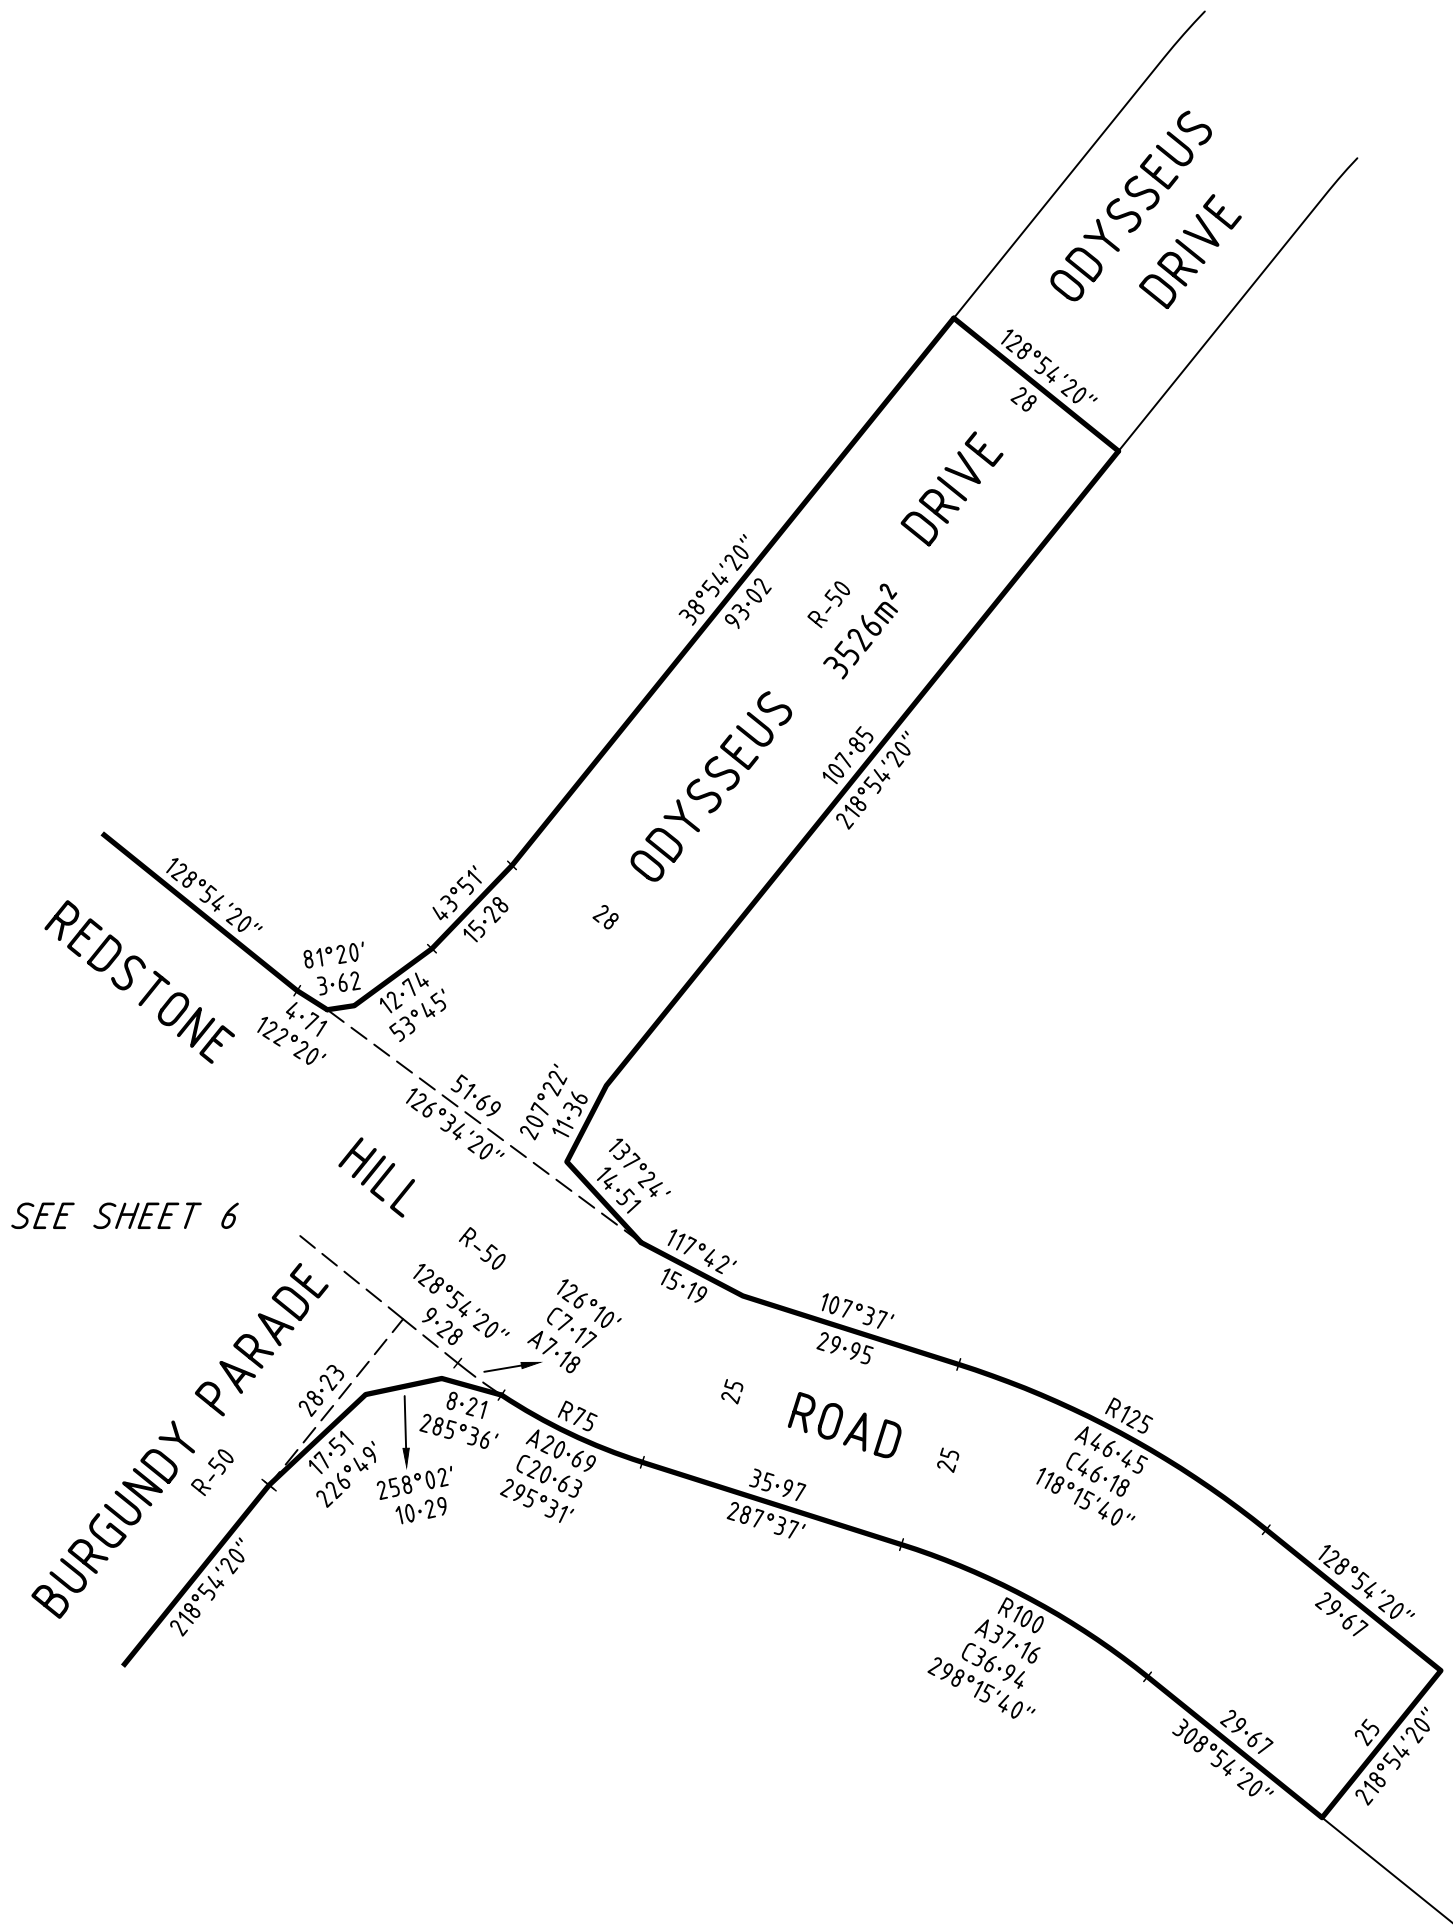 ODYSSEUS
DRIVE
128°54'20"
28
DRIVE
38°54'20"
93·02
R-50
3526m²
ODYSSEUS
107·85
218°54'20"
28
43°51'
15·28
128°54'20"
REDSTONE
81°20'
3·62
12·74
53°45'
4·71
122°20'
51·69
126°34'20"
207°22'
11·36
137°24'
14·51
HILL
SEE SHEET 6
R-50
117°42'
15·19
128°54'20"
9·28
126°10'
C7·17
A7·18
107°37'
29·95
BURGUNDY PARADE
R-50
28·23
17·51
226°49'
258°02'
10·29
8·21
285°36'
R75
A20·69
C20·63
295°31'
25
ROAD
25
35·97
287°37'
R125
A46·45
C46·18
118°15'40"
218°54'20"
R100
A37·16
C36·94
298°15'40"
128°54'20"
29·67
29·67
308°54'20"
25
218°54'20"